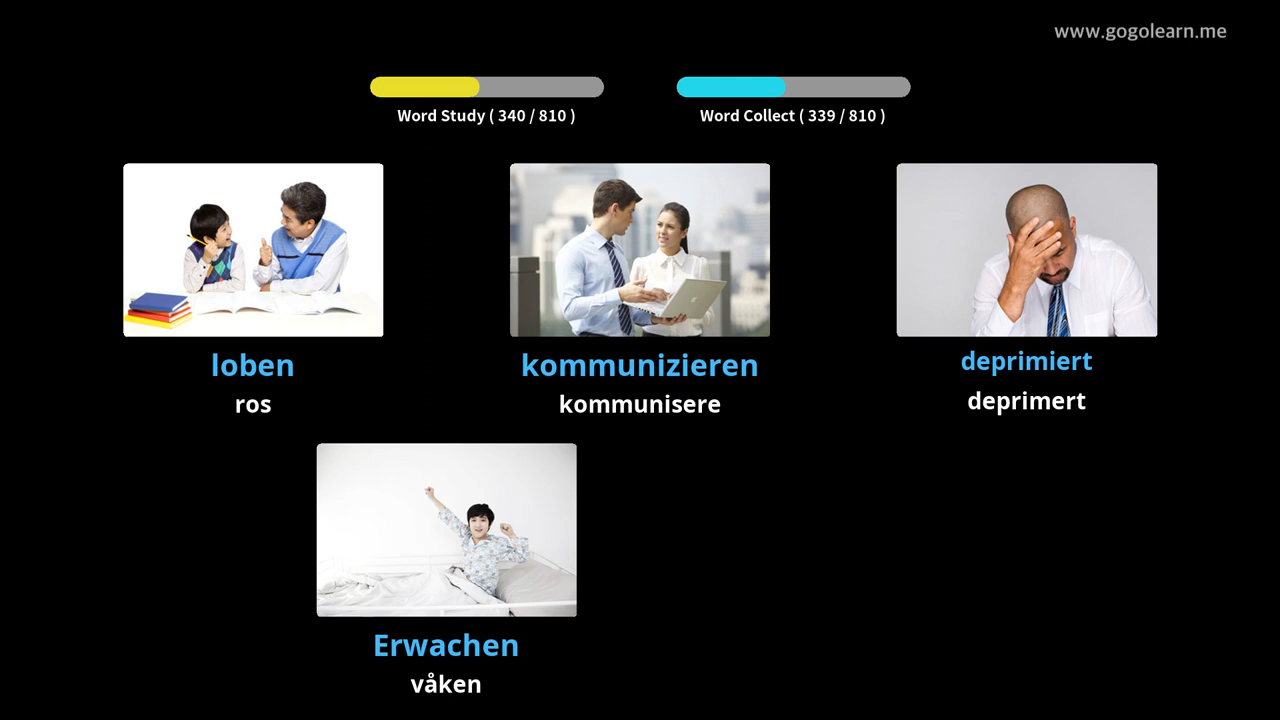 www.gogolearn.me
Word Study ( 340 / 810 )
Word Collect ( 339 / 810 )
loben
ros
kommunizieren
kommunisere
deprimiert
deprimert
Erwachen
våken